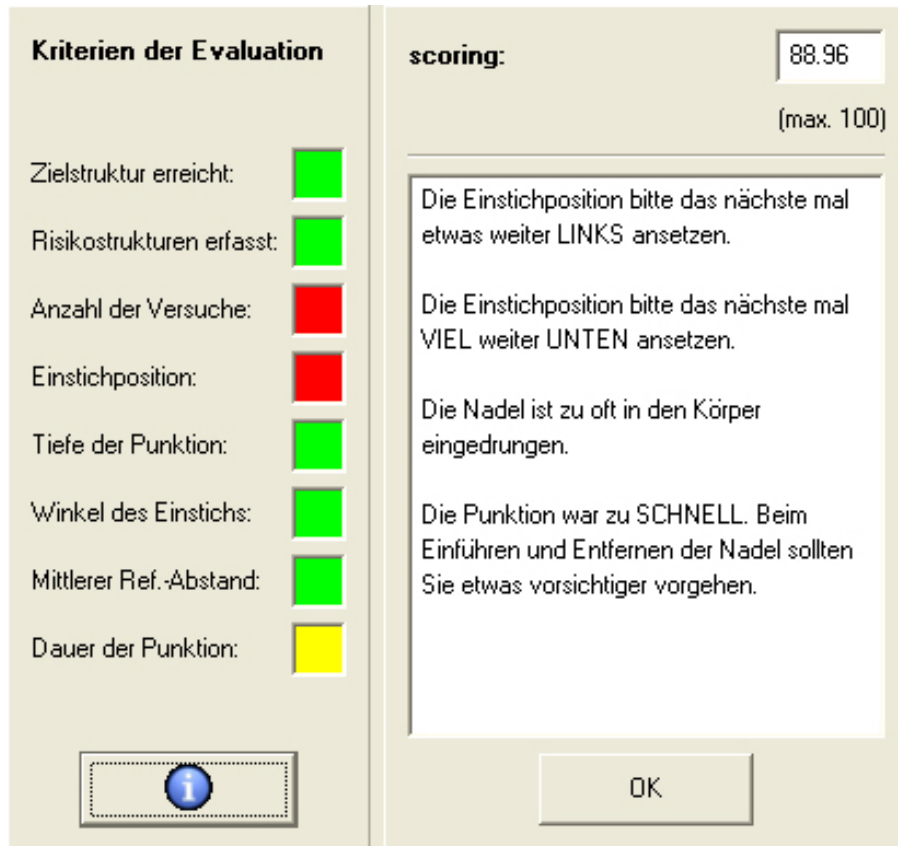 Kriterien der Evaluation
Zielstruktur erreicht:
Risikostrukturen erfasst:
Anzahl der Versuche:
Einstichposition:
Tiefe der Punktion:
Winkel des Einstichs:
Mittlerer Ref.-Abstand:
Dauer der Punktion:
scoring:
88.96
(max. 100)
Die Einstichposition bitte das nächste mal
etwas weiter LINKS ansetzen.
Die Einstichposition bitte das nächste mal
VIEL weiter UNTEN ansetzen.
Die Nadel ist zu oft in den Körper
eingedrungen.
Die Punktion war zu SCHNELL. Beim
Einführen und Entfernen der Nadel sollten
Sie etwas vorsichtiger vorgehen.
OK